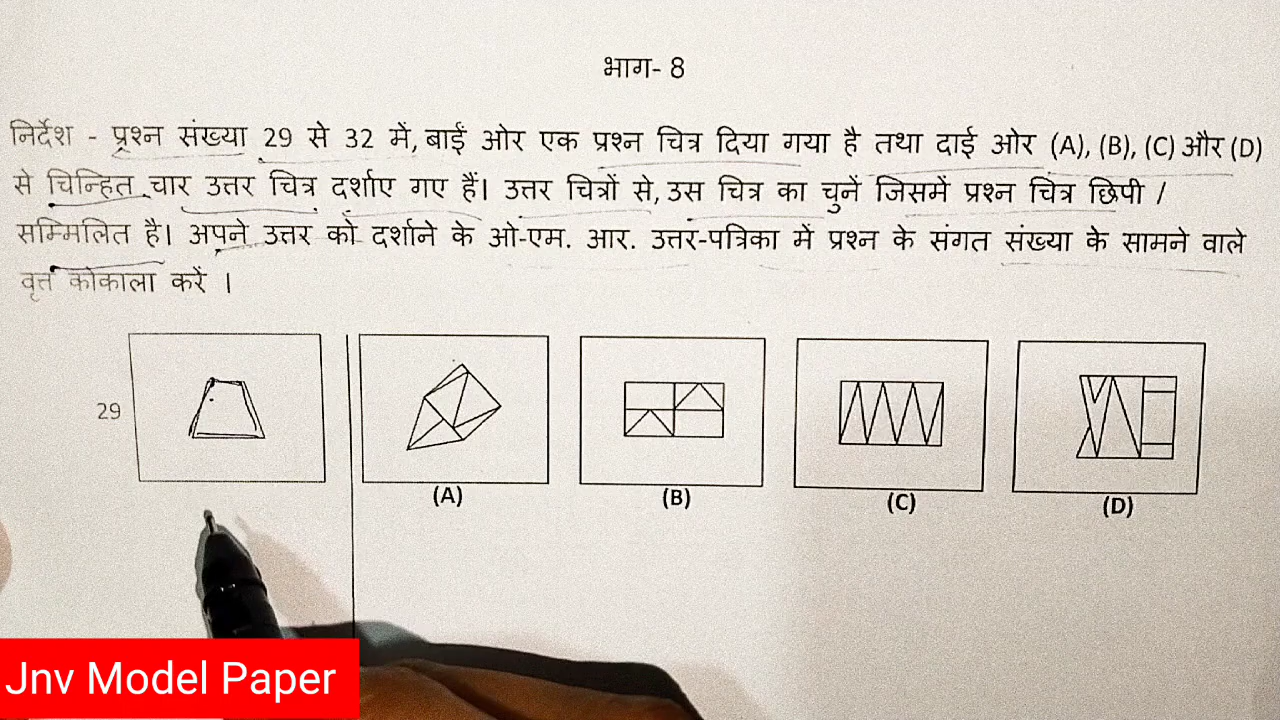 भाग- 8
निर्देश - प्रश्न संख्या 29 से 32 में, बाईं ओर एक प्रश्न चित्र दिया गया है तथा दाई ओर (A), (B), (C) और (D)
से चिन्हित चार उत्तर चित्र दर्शाए गए हैं। उत्तर चित्रों से, उस चित्र का चुनें जिसमें प्रश्न चित्र छिपी /
सम्मिलित है। अपने उत्तर को दर्शाने के ओ-एम. आर. उत्तर-पत्रिका में प्रश्न के संगत संख्या के सामने वाले
वृत्त कोकाला करें ।
29
(A) (B) (C) (D)
Jnv Model Paper